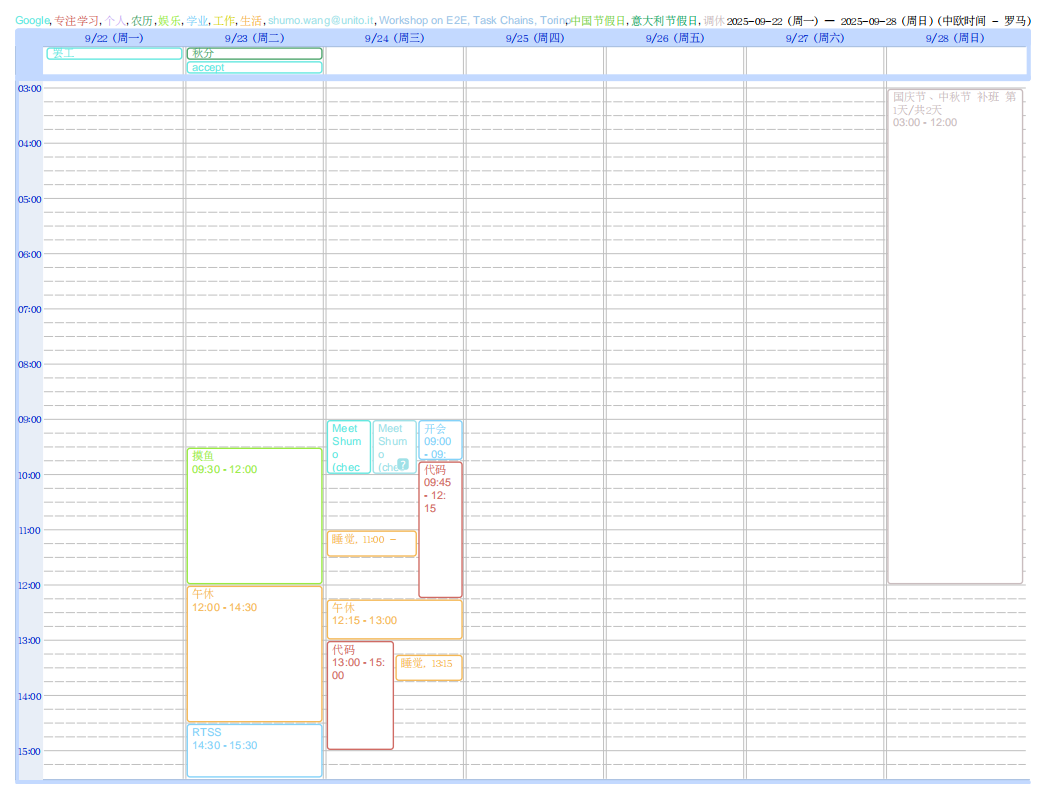 Google, 专注学习, 个人, 农历, 娱乐, 学业, 工作, 生活, shumo.wang@unito.it, Workshop on E2E, Task Chains, Torino, 中国节假日, 意大利节假日, 调休 2025-09-22 (周一) — 2025-09-28 (周日) (中欧时间 - 罗马)
9/22 (周一) 9/23 (周二) 9/24 (周三) 9/25 (周四) 9/26 (周五) 9/27 (周六) 9/28 (周日)
罢工 秋分
accept
03:00
国庆节、中秋节 补班 第
1天/共2天
03:00 - 12:00
04:00
05:00
06:00
07:00
08:00
09:00
Meet
Shum
o
(chec
Meet
Shum
o
(che
?
开会
09:00
- 09:
摸鱼
09:30 - 12:00
代码
09:45
- 12:
15
10:00
11:00
睡觉, 11:00 —
12:00
午休
12:00 - 14:30
午休
12:15 - 13:00
13:00
代码
13:00 - 15:
00
睡觉, 13:15
14:00
RTSS
14:30 - 15:30
15:00